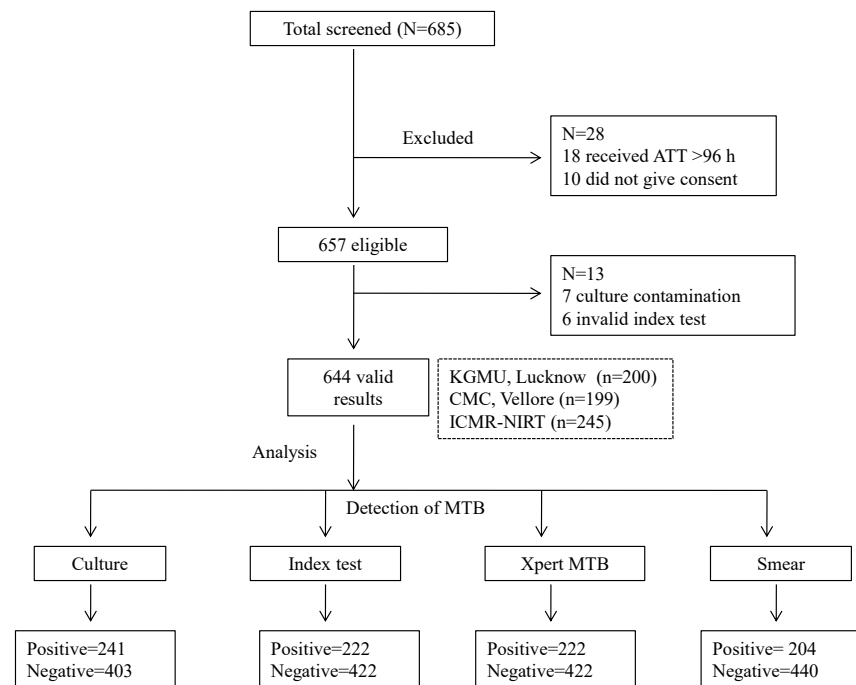 Total screened (N=685)
Excluded
N=28
18 received ATT >96 h
10 did not give consent
657 eligible
N=13
7 culture contamination
6 invalid index test
644 valid
results
KGMU, Lucknow (n=200)
CMC, Vellore (n=199)
ICMR-NIRT (n=245)
Analysis
Detection of MTB
Culture
Index test
Xpert MTB
Smear
Positive=241
Negative=403
Positive=222
Negative=422
Positive=222
Negative=422
Positive= 204
Negative=440